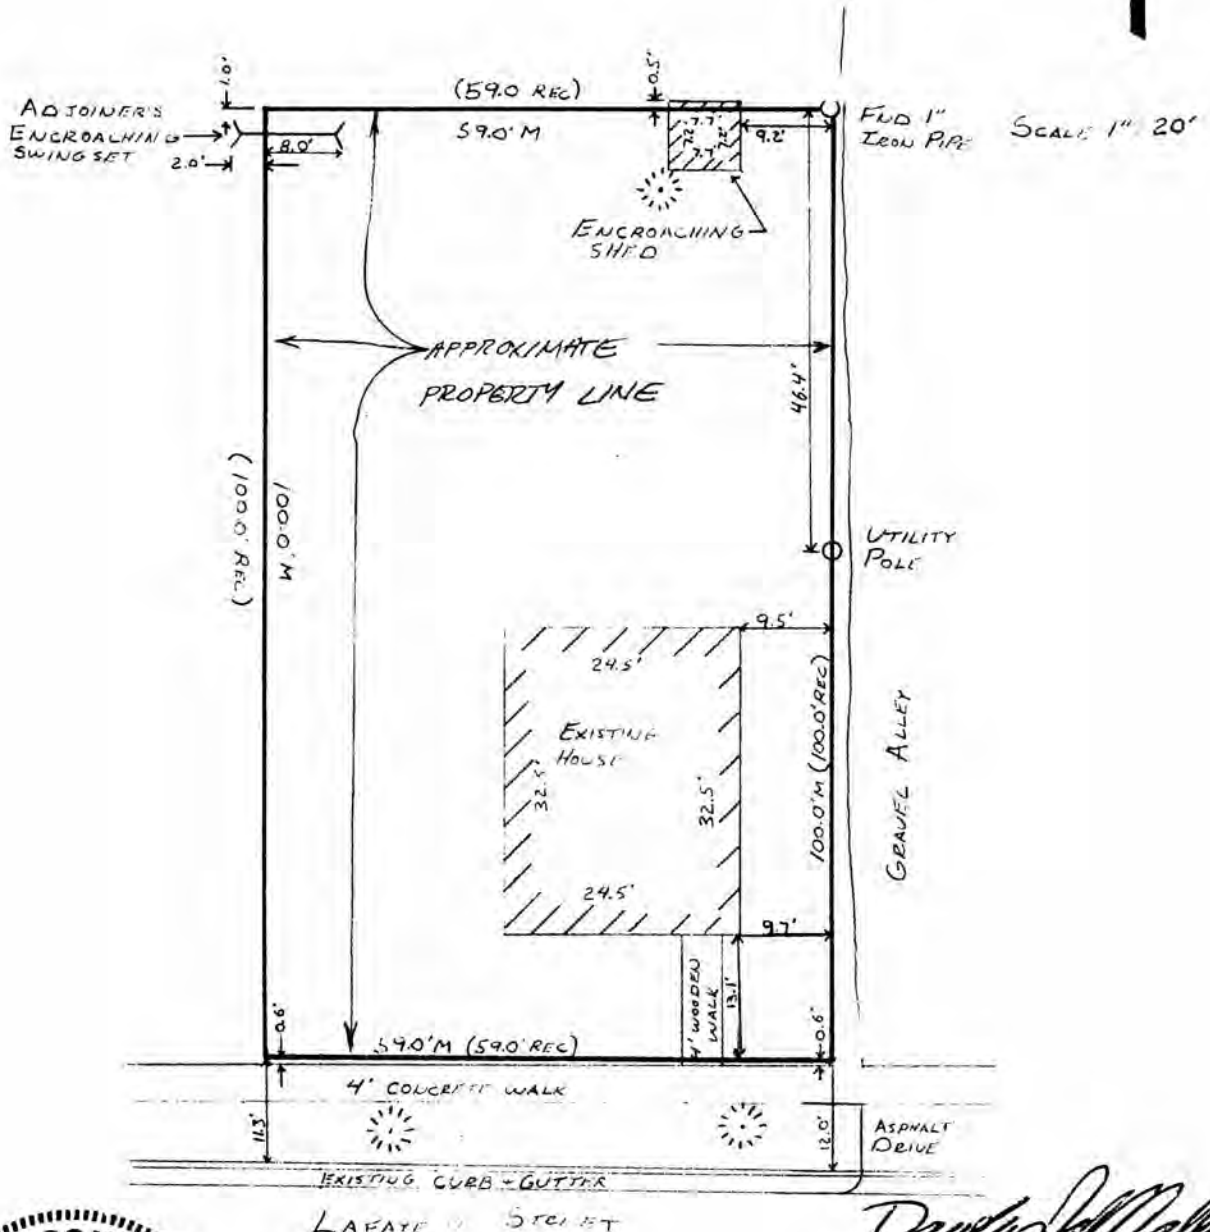 1.0'
(59.0 REC)
0.5'
ADJOINER'S
ENCROACHING
SWING SET
59.0' M
7.7'
7.2'
7.2'
7.4'
9.2'
FND 1"
IRON PIPE
SCALE 1" 20'
8.0'
2.0'
ENCROACHING
SHED
APPROXIMATE
PROPERTY LINE
46.4'
(100.0' REC)
100.0' M
UTILITY
POLE
9.5'
24.5'
EXISTING
HOUSE
32.5'
32.5'
100.0'M (100.0'REC)
GRAVEL ALLEY
24.5'
9.7'
4' WOODEN
WALK
13.1'
0.6'
0.6'
59.0'M (59.0'REC)
4' CONCRETE WALK
11.3'
12.0'
ASPHALT
DRIVE
EXISTING CURB + GUTTER
STREET